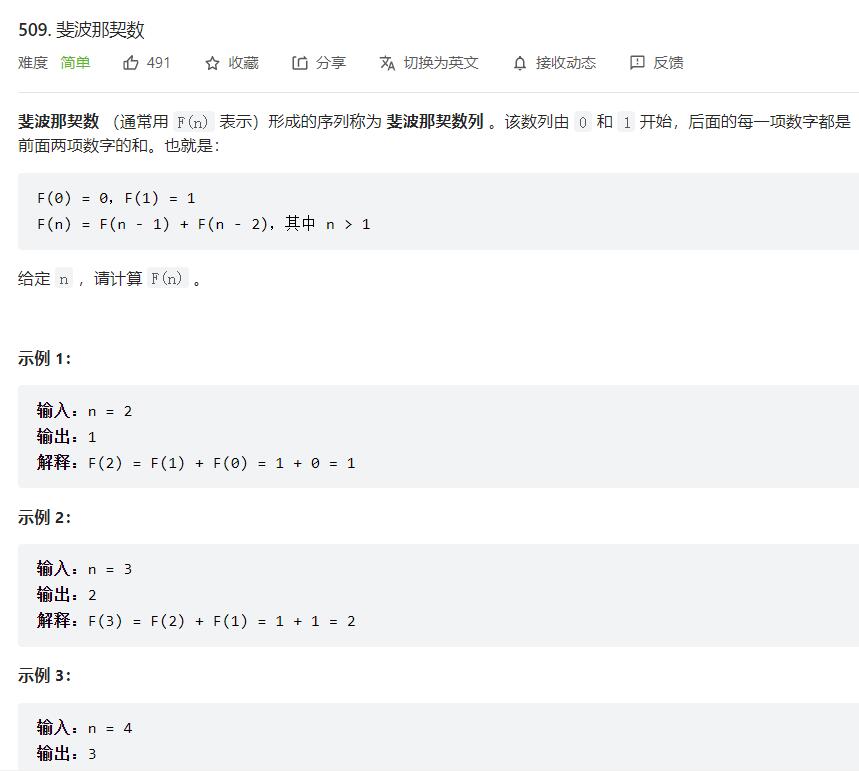 509. 斐波那契数
难度 简单 491 收藏 分享 切换为英文 接收动态 反馈
斐波那契数 （通常用 F(n) 表示）形成的序列称为 斐波那契数列 。该数列由 0 和 1 开始，后面的每一项数字都是
前面两项数字的和。也就是：
F(0) = 0，F(1) = 1
F(n) = F(n - 1) + F(n - 2)，其中 n > 1
给定 n ，请计算 F(n) 。
示例 1：
输入：n = 2
输出：1
解释：F(2) = F(1) + F(0) = 1 + 0 = 1
示例 2：
输入：n = 3
输出：2
解释：F(3) = F(2) + F(1) = 1 + 1 = 2
示例 3：
输入：n = 4
输出：3